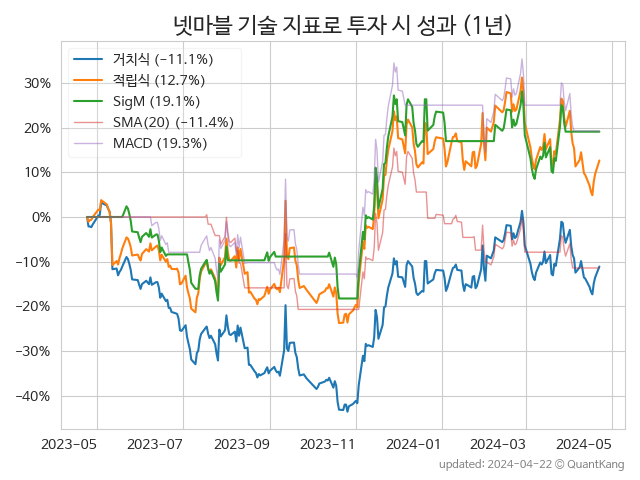 넷마블 기술 지표로 투자 시 성과 (1년)
거치식 (−11.1%)
적립식 (12.7%)
SigM (19.1%)
SMA(20) (−11.4%)
MACD (19.3%)
30%
20%
10%
0%
−10%
−20%
−30%
−40%
2023-05 2023-07 2023-09 2023-11 2024-01 2024-03 2024-05
updated: 2024-04-22 © QuantKang